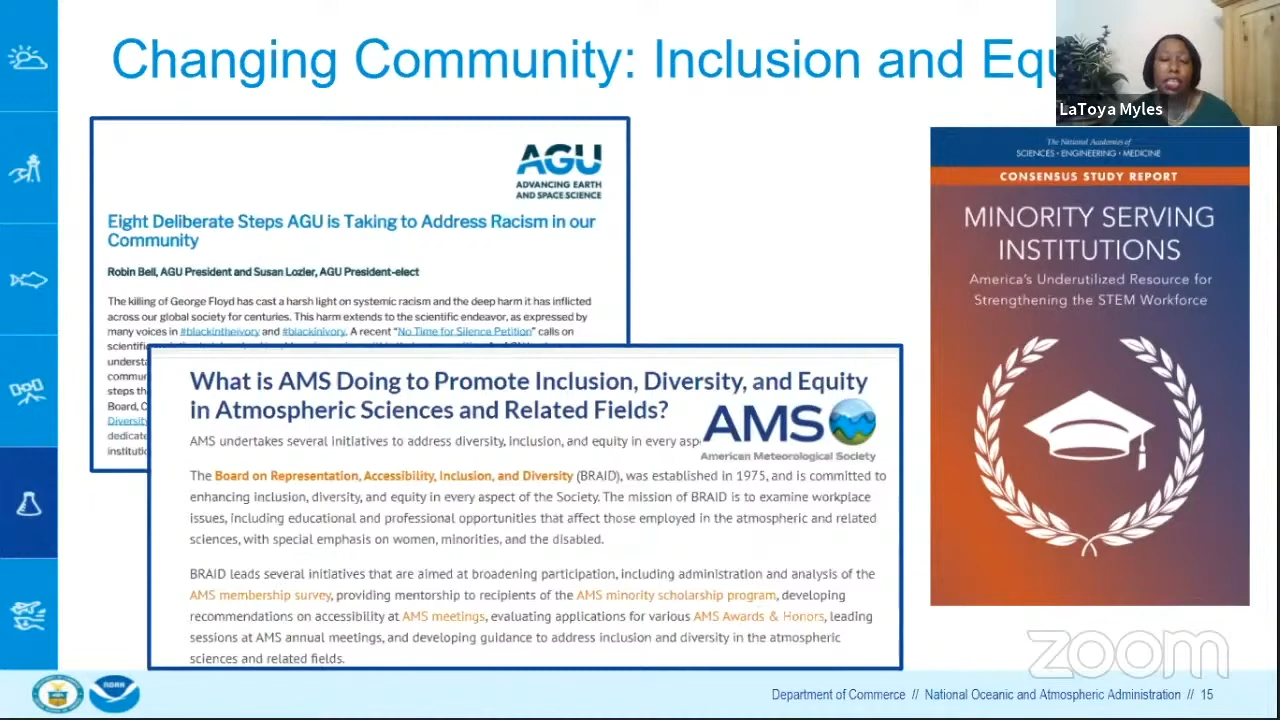 Changing Community: Inclusion and Equ
LaToya Myles
AGU
ADVANCING EARTH
AND SPACE SCIENCE
Eight Deliberate Steps AGU is Taking to Address Racism in our
Community
Robin Bell, AGU President and Susan Lozier, AGU President-elect
The killing of George Floyd has cast a harsh light on systemic racism and the deep harm it has inflicted
across our global society for centuries. This harm extends to the scientific endeavor, as expressed by
many voices in #blackintheivory and #blackinivory. A recent “No Time for Silence Petition” calls on
scientific
understa
commun
steps th
Board, C
Diversity
dedicate
institutio
What is AMS Doing to Promote Inclusion, Diversity, and Equity
in Atmospheric Sciences and Related Fields?
AMS
American Meteorological Society
AMS undertakes several initiatives to address diversity, inclusion, and equity in every asp
The Board on Representation, Accessibility, Inclusion, and Diversity (BRAID), was established in 1975, and is committed to
enhancing inclusion, diversity, and equity in every aspect of the Society. The mission of BRAID is to examine workplace
issues, including educational and professional opportunities that affect those employed in the atmospheric and related
sciences, with special emphasis on women, minorities, and the disabled.
BRAID leads several initiatives that are aimed at broadening participation, including administration and analysis of the
AMS membership survey, providing mentorship to recipients of the AMS minority scholarship program, developing
recommendations on accessibility at AMS meetings, evaluating applications for various AMS Awards & Honors, leading
sessions at AMS annual meetings, and developing guidance to address inclusion and diversity in the atmospheric
sciences and related fields.
The National Academies of
SCIENCES • ENGINEERING • MEDICINE
CONSENSUS STUDY REPORT
MINORITY SERVING
INSTITUTIONS
America's Underutilized Resource for
Strengthening the STEM Workforce
zoom
NOAA
Department of Commerce // National Oceanic and Atmospheric Administration // 15